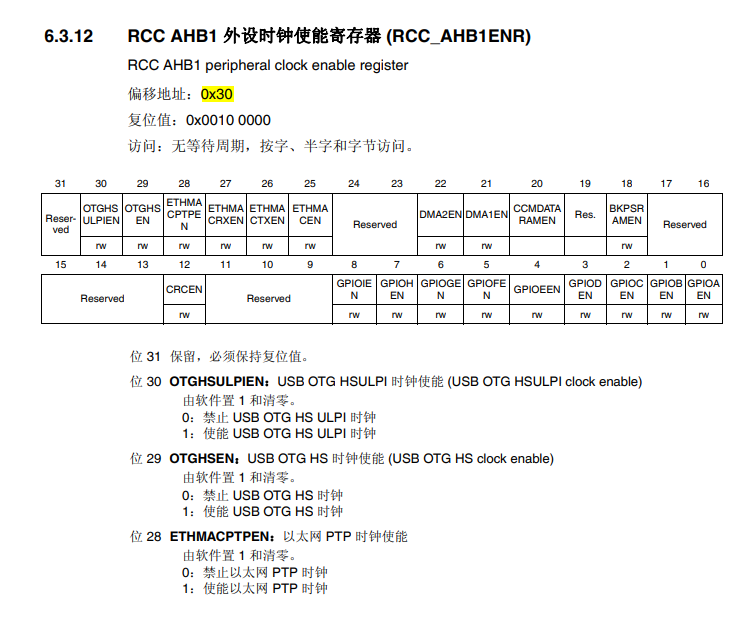 6.3.12 RCC AHB1 外设时钟使能寄存器 (RCC_AHB1ENR)
RCC AHB1 peripheral clock enable register
偏移地址：0x30
复位值：0x0010 0000
访问：无等待周期，按字、半字和字节访问。
31 30 29 28 27 26 25 24 23 22 21 20 19 18 17 16
Reser-ved OTGHSULPIEN OTGHSEN ETHMACPTPEN ETHMACRXEN ETHMACTXEN ETHMACEN Reserved DMA2EN DMA1EN CCMDATARAMEN Res. BKPSRAMEN Reserved
rw rw rw rw rw rw rw rw rw
15 14 13 12 11 10 9 8 7 6 5 4 3 2 1 0
Reserved CRCEN Reserved GPIOIEN GPIOHEN GPIOGEN GPIOFEN GPIOEEN GPIODEN GPIOCEN GPIOBEN GPIOAEN
rw rw rw rw rw rw rw rw rw rw
位 31 保留，必须保持复位值。
位 30 OTGHSULPIEN：USB OTG HSULPI 时钟使能 (USB OTG HSULPI clock enable)
由软件置 1 和清零。
0：禁止 USB OTG HS ULPI 时钟
1：使能 USB OTG HS ULPI 时钟
位 29 OTGHSEN：USB OTG HS 时钟使能 (USB OTG HS clock enable)
由软件置 1 和清零。
0：禁止 USB OTG HS 时钟
1：使能 USB OTG HS 时钟
位 28 ETHMACPTPEN：以太网 PTP 时钟使能
由软件置 1 和清零。
0：禁止以太网 PTP 时钟
1：使能以太网 PTP 时钟